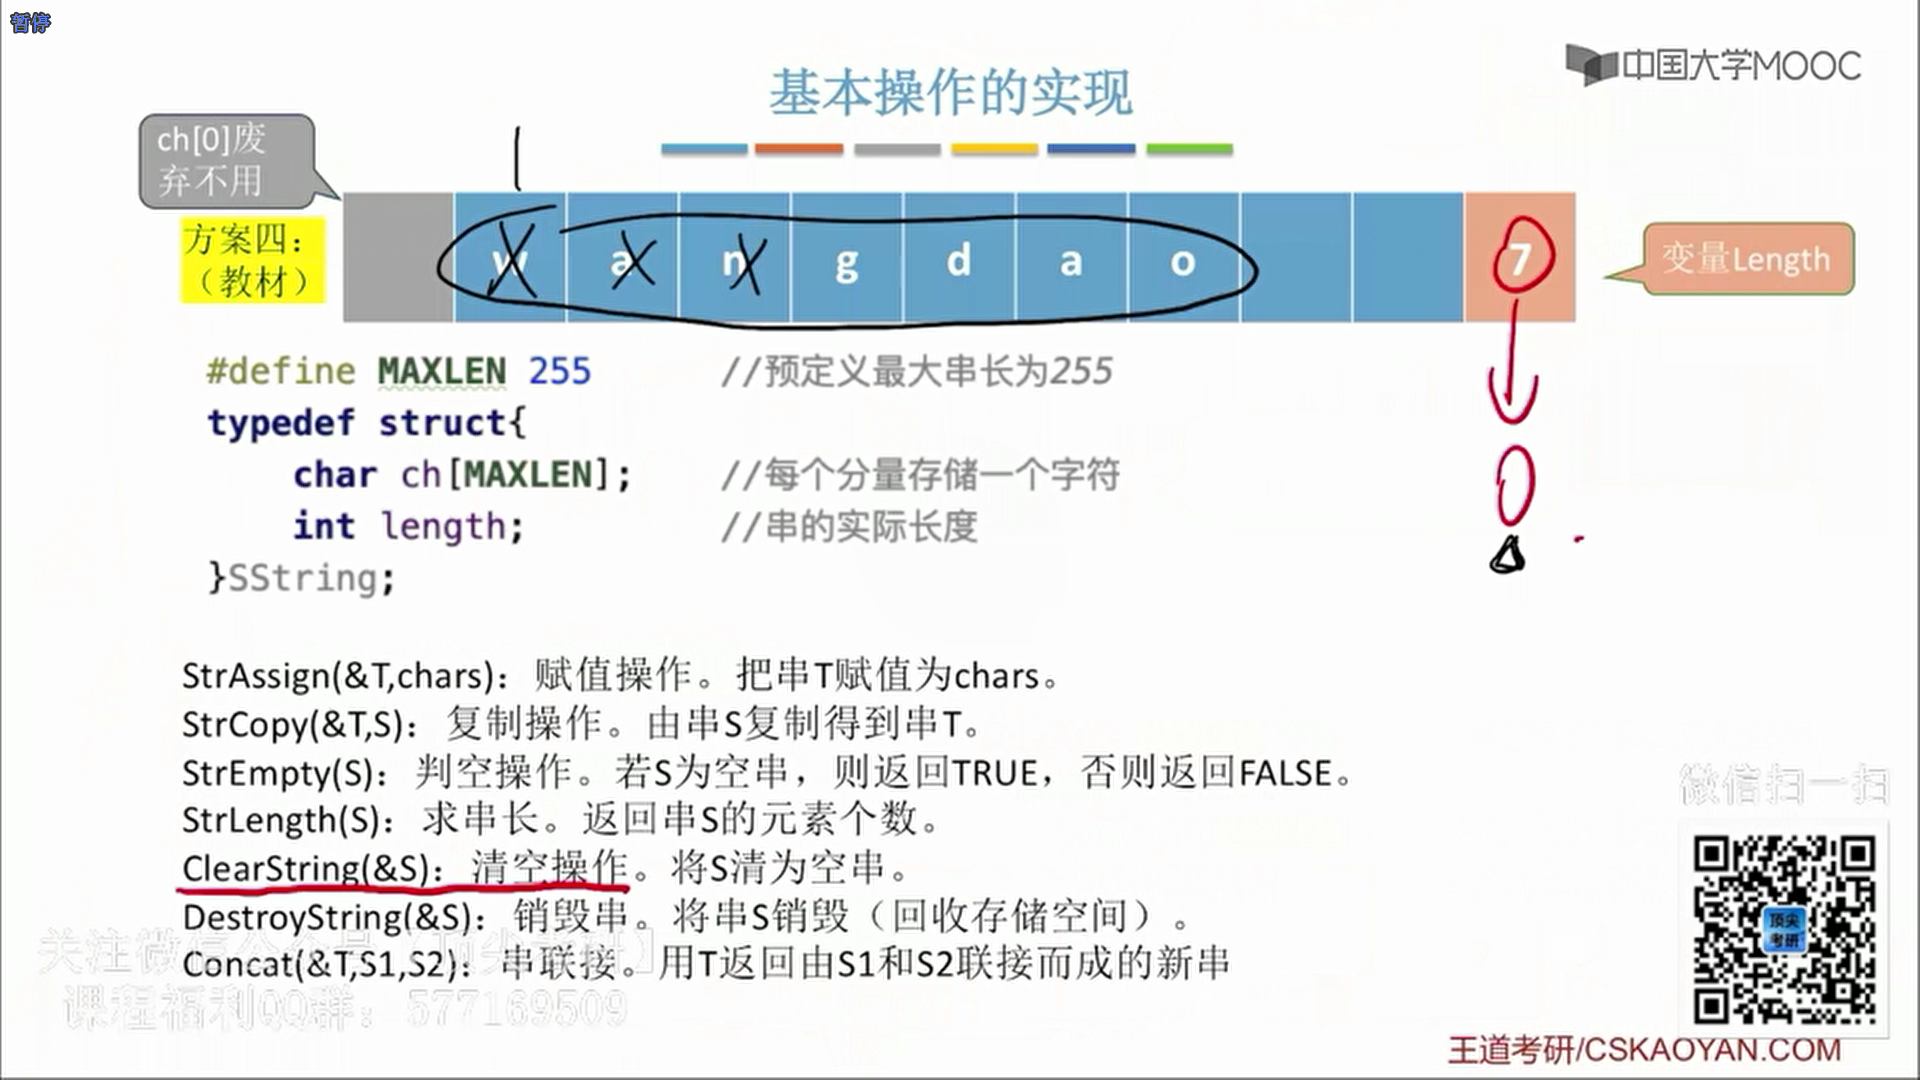 暂停
中国大学MOOC
基本操作的实现
ch[0]废
弃不用
1
方案四：
（教材）
w a n g d a o 7
变量Length
#define MAXLEN 255 //预定义最大串长为255
typedef struct{
char ch[MAXLEN]; //每个分量存储一个字符
int length; //串的实际长度
}SString;
0
StrAssign(&T,chars)：赋值操作。把串T赋值为chars。
StrCopy(&T,S)：复制操作。由串S复制得到串T。
StrEmpty(S)：判空操作。若S为空串，则返回TRUE，否则返回FALSE。
StrLength(S)：求串长。返回串S的元素个数。
ClearString(&S)：清空操作。将S清为空串。
DestroyString(&S)：销毁串。将串S销毁（回收存储空间）。
Concat(&T,S1,S2)：串联接。用T返回由S1和S2联接而成的新串
关注微信公众号【顶尖考研】
课程福利QQ群：577169509
微信扫一扫
顶尖
考研
王道考研/CSKAOYAN.COM